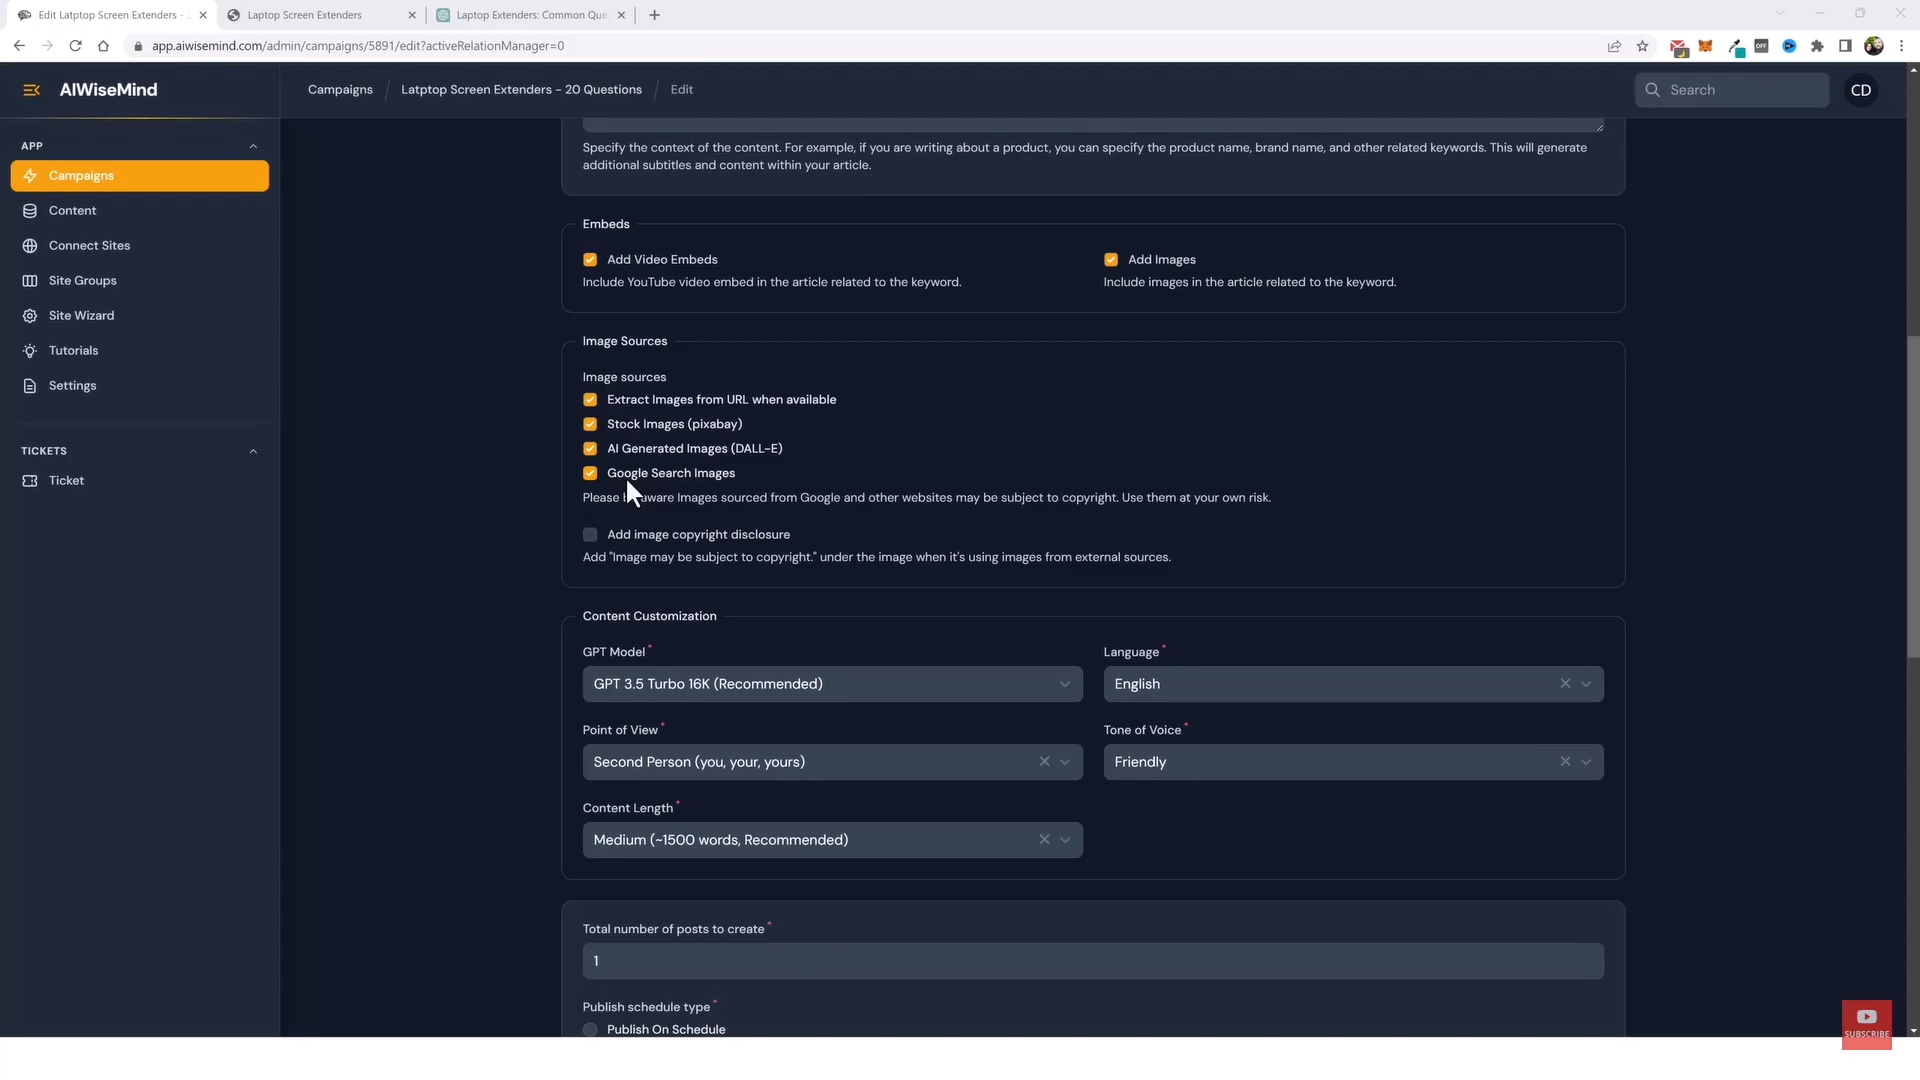 Edit Latptop Screen Extenders -
Laptop Screen Extenders
Laptop Extenders: Common Que
app.aiwisemind.com/admin/campaigns/5891/edit?activeRelationManager=0
OFF
AIWiseMind
Campaigns / Latptop Screen Extenders - 20 Questions / Edit
Search
CD
APP
Campaigns
Content
Connect Sites
Site Groups
Site Wizard
Tutorials
Settings
TICKETS
Ticket
Specify the context of the content. For example, if you are writing about a product, you can specify the product name, brand name, and other related keywords. This will generate
additional subtitles and content within your article.
Embeds
Add Video Embeds
Include YouTube video embed in the article related to the keyword.
Add Images
Include images in the article related to the keyword.
Image Sources
Image sources
Extract Images from URL when available
Stock Images (pixabay)
AI Generated Images (DALL-E)
Google Search Images
Please aware Images sourced from Google and other websites may be subject to copyright. Use them at your own risk.
Add image copyright disclosure
Add "Image may be subject to copyright." under the image when it's using images from external sources.
Content Customization
GPT Model*
GPT 3.5 Turbo 16K (Recommended)
Language*
English
Point of View*
Second Person (you, your, yours)
Tone of Voice*
Friendly
Content Length*
Medium (~1500 words, Recommended)
Total number of posts to create*
1
Publish schedule type*
Publish On Schedule
SUBSCRIBE